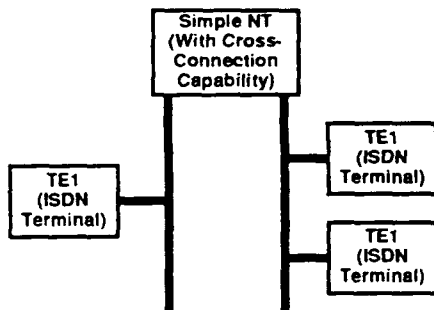 Simple NT
(With Cross-
Connection
Capability)
TE1
(ISDN
Terminal)
TE1
(ISDN
Terminal)
TE1
(ISDN
Terminal)